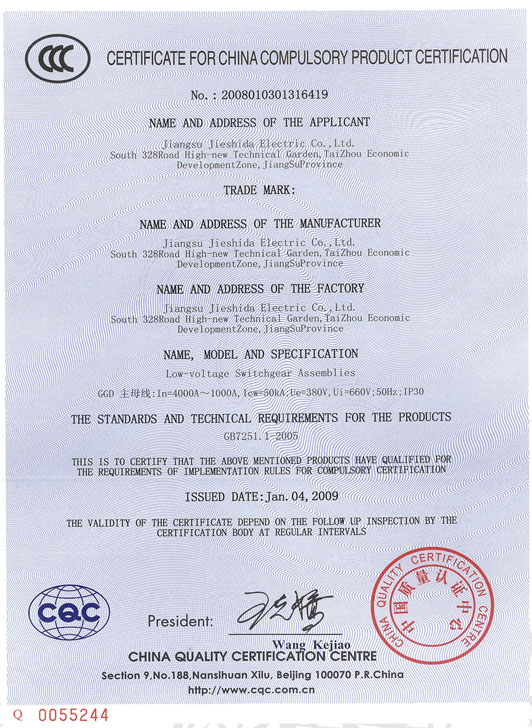 CCC
CERTIFICATE FOR CHINA COMPULSORY PRODUCT CERTIFICATION
No.: 2008010301316419
NAME AND ADDRESS OF THE APPLICANT
Jiangsu Jieshida Electric Co., Ltd.
South 328Road High-new Technical Garden, TaiZhou Economic
DevelopmentZone, JiangSuProvince
TRADE MARK:
NAME AND ADDRESS OF THE MANUFACTURER
Jiangsu Jieshida Electric Co., Ltd.
South 328Road High-new Technical Garden, TaiZhou Economic
DevelopmentZone, JiangSuProvince
NAME AND ADDRESS OF THE FACTORY
Jiangsu Jieshida Electric Co., Ltd.
South 328Road High-new Technical Garden, TaiZhou Economic
DevelopmentZone, JiangSuProvince
NAME, MODEL AND SPECIFICATION
Low-voltage Switchgear Assemblies
GGD 主母线:In=4000A~1000A, Icw=50kA;Ue=380V,Ui=660V;50Hz;IP30
THE STANDARDS AND TECHNICAL REQUIREMENTS FOR THE PRODUCTS
GB7251.1-2005
THIS IS TO CERTIFY THAT THE ABOVE MENTIONED PRODUCTS HAVE QUALIFIED FOR
THE REQUIREMENTS OF IMPLEMENTATION RULES FOR COMPULSORY CERTIFICATION
ISSUED DATE:Jan. 04, 2009
THE VALIDITY OF THE CERTIFICATE DEPEND ON THE FOLLOW UP INSPECTION BY THE
CERTIFICATION BODY AT REGULAR INTERVALS
CQC
President:
Wang Kejiao
CHINA QUALITY CERTIFICATION CENTRE
中国质量认证中心
CHINA QUALITY CERTIFICATION CENTRE
Section 9,No.188,Nansihuan Xilu, Beijing 100070 P.R.China
http://www.cqc.com.cn
Q 0055244